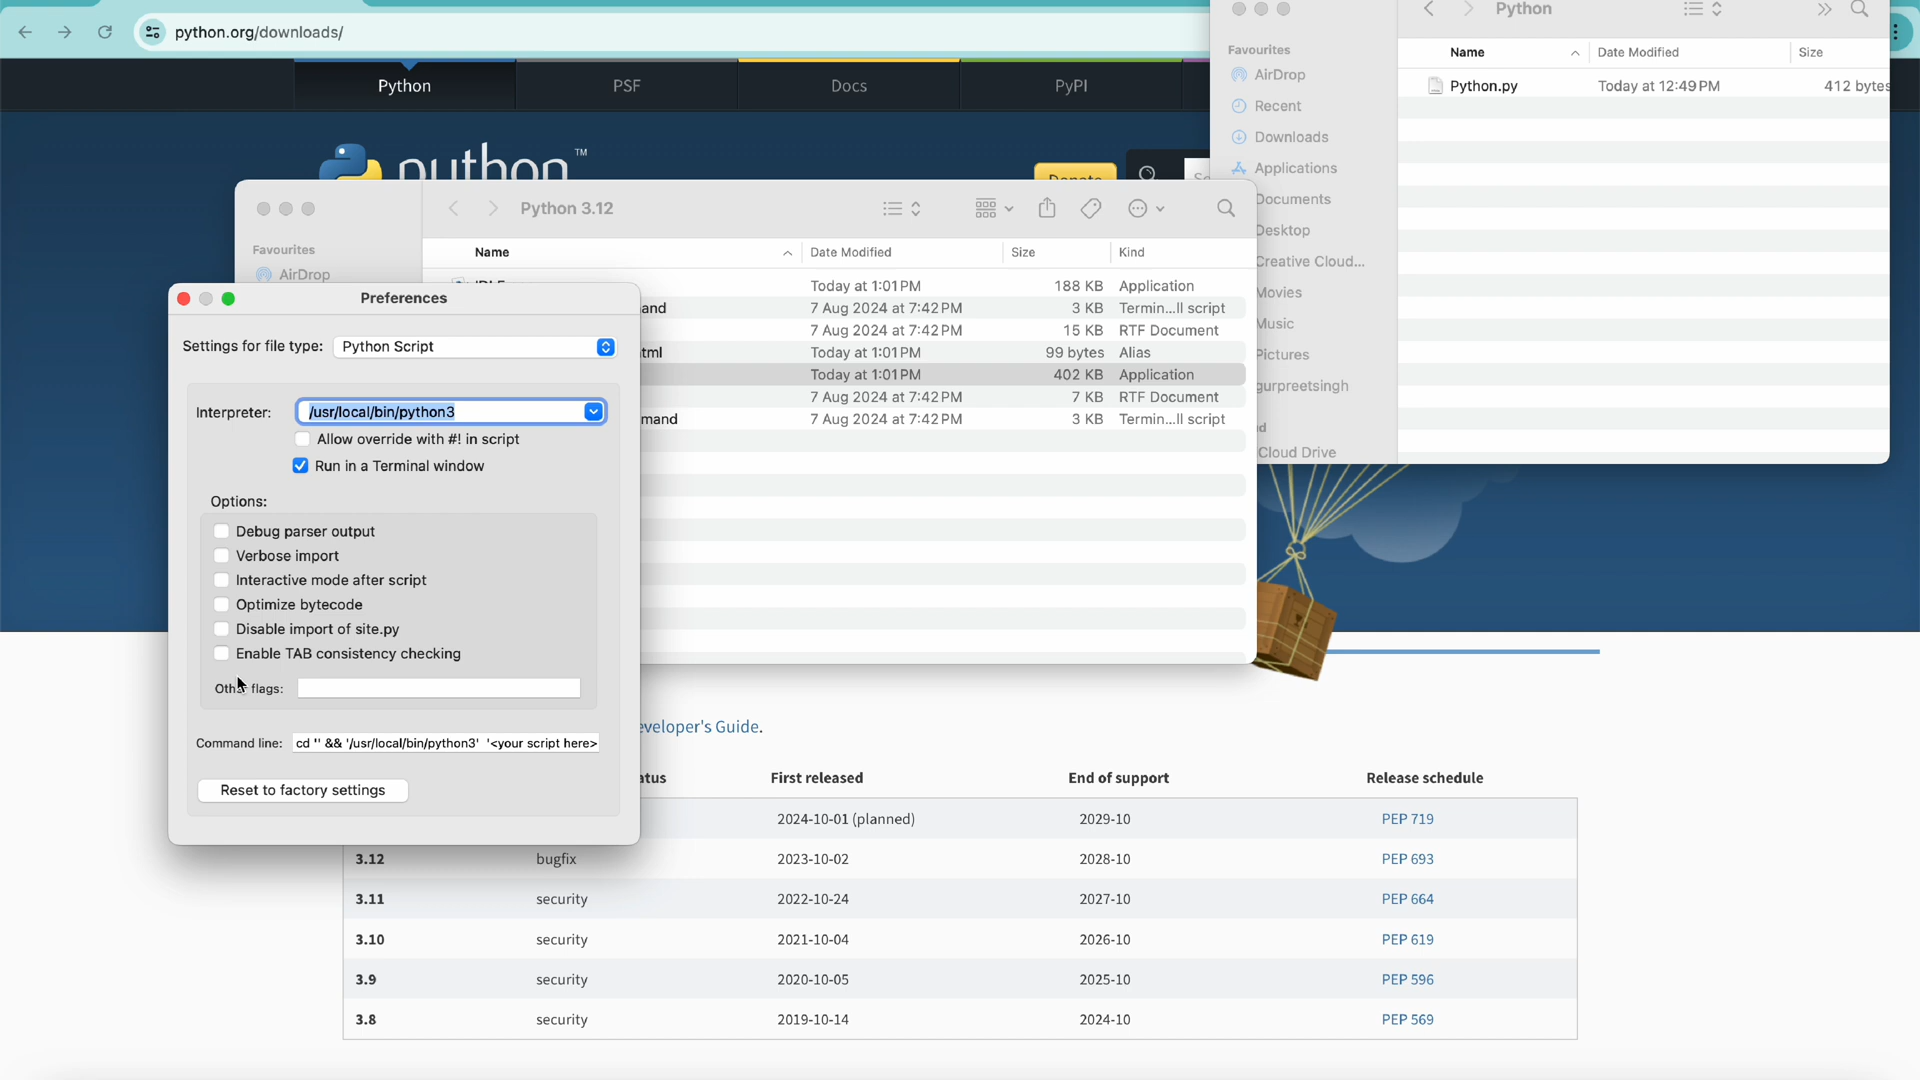 python.org/downloads/
Python
PSF
Docs
PyPI
python™
Donate
Python
Favourites
AirDrop
Recent
Downloads
Applications
Documents
Desktop
Creative Cloud...
Movies
Music
Pictures
gurpreetsingh
Cloud Drive
Name
Date Modified
Size
Python.py
Today at 12:49 PM
412 bytes
Python 3.12
Favourites
AirDrop
Name
Date Modified
Size
Kind
Today at 1:01 PM 188 KB Application
and 7 Aug 2024 at 7:42 PM 3 KB Termin...ll script
7 Aug 2024 at 7:42 PM 15 KB RTF Document
tml Today at 1:01 PM 99 bytes Alias
Today at 1:01 PM 402 KB Application
7 Aug 2024 at 7:42 PM 7 KB RTF Document
mand 7 Aug 2024 at 7:42 PM 3 KB Termin...ll script
Preferences
Settings for file type: Python Script
Interpreter: /usr/local/bin/python3
Allow override with #! in script
Run in a Terminal window
Options:
Debug parser output
Verbose import
Interactive mode after script
Optimize bytecode
Disable import of site.py
Enable TAB consistency checking
Other flags:
Command line: cd '' && '/usr/local/bin/python3' '<your script here>
Reset to factory settings
eveloper's Guide.
atus First released End of support Release schedule
2024-10-01 (planned) 2029-10 PEP 719
3.12 bugfix 2023-10-02 2028-10 PEP 693
3.11 security 2022-10-24 2027-10 PEP 664
3.10 security 2021-10-04 2026-10 PEP 619
3.9 security 2020-10-05 2025-10 PEP 596
3.8 security 2019-10-14 2024-10 PEP 569